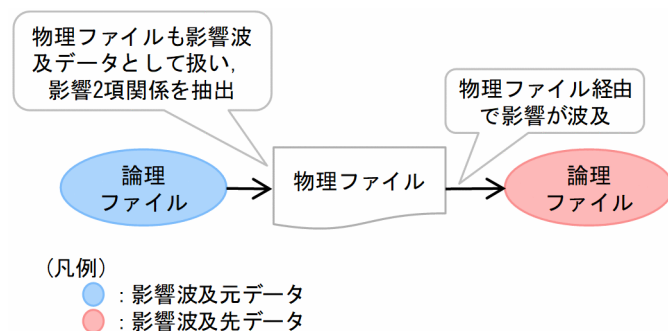 物理ファイルも影響波
及データとして扱い,
影響2項関係を抽出
物理ファイル経由
で影響が波及
論理
ファイル
物理ファイル
論理
ファイル
(凡例)
：影響波及元データ
：影響波及先データ